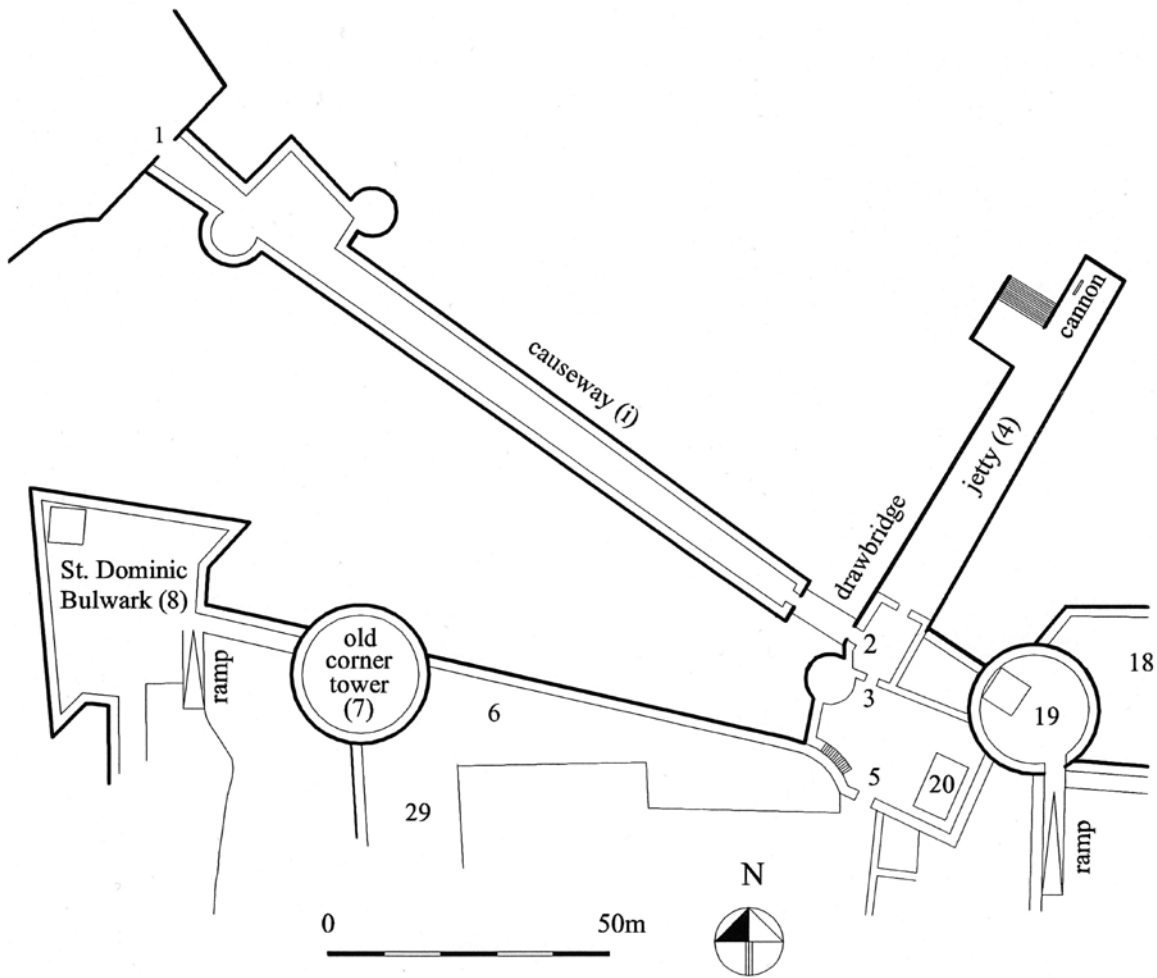 1
causeway (i)
cannon
jetty (4)
drawbridge
St. Dominic
Bulwark (8)
ramp
old
corner
tower
(7)
6
2
3
18
19
5
20
29
ramp
N
0
50m